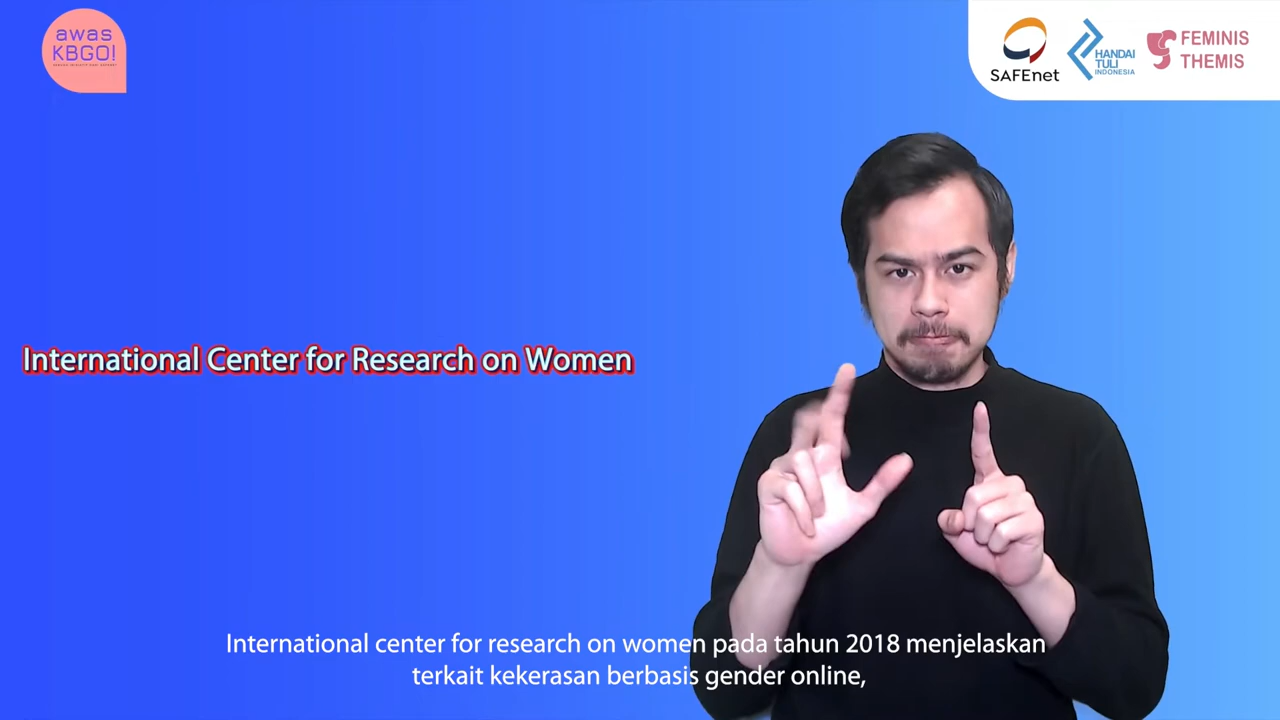 awas
KBGO!
SAFEnet
HANDAI
TULI
INDONESIA
FEMINIS
THEMIS
International Center for Research on Women
International center for research on women pada tahun 2018 menjelaskan
terkait kekerasan berbasis gender online,